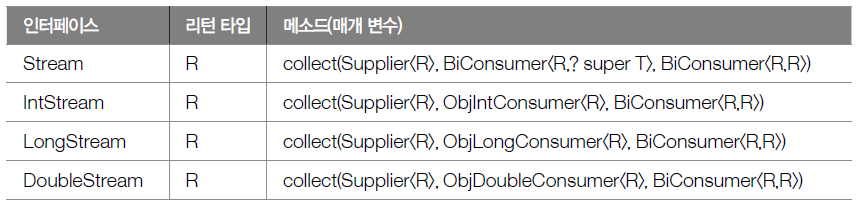 인터페이스 리턴 타입 메소드(매개 변수)
Stream R collect(Supplier〈R〉, BiConsumer〈R,? super T〉, BiConsumer〈R,R〉)
IntStream R collect(Supplier〈R〉, ObjIntConsumer〈R〉, BiConsumer〈R,R〉)
LongStream R collect(Supplier〈R〉, ObjLongConsumer〈R〉, BiConsumer〈R,R〉)
DoubleStream R collect(Supplier〈R〉, ObjDoubleConsumer〈R〉, BiConsumer〈R,R〉)